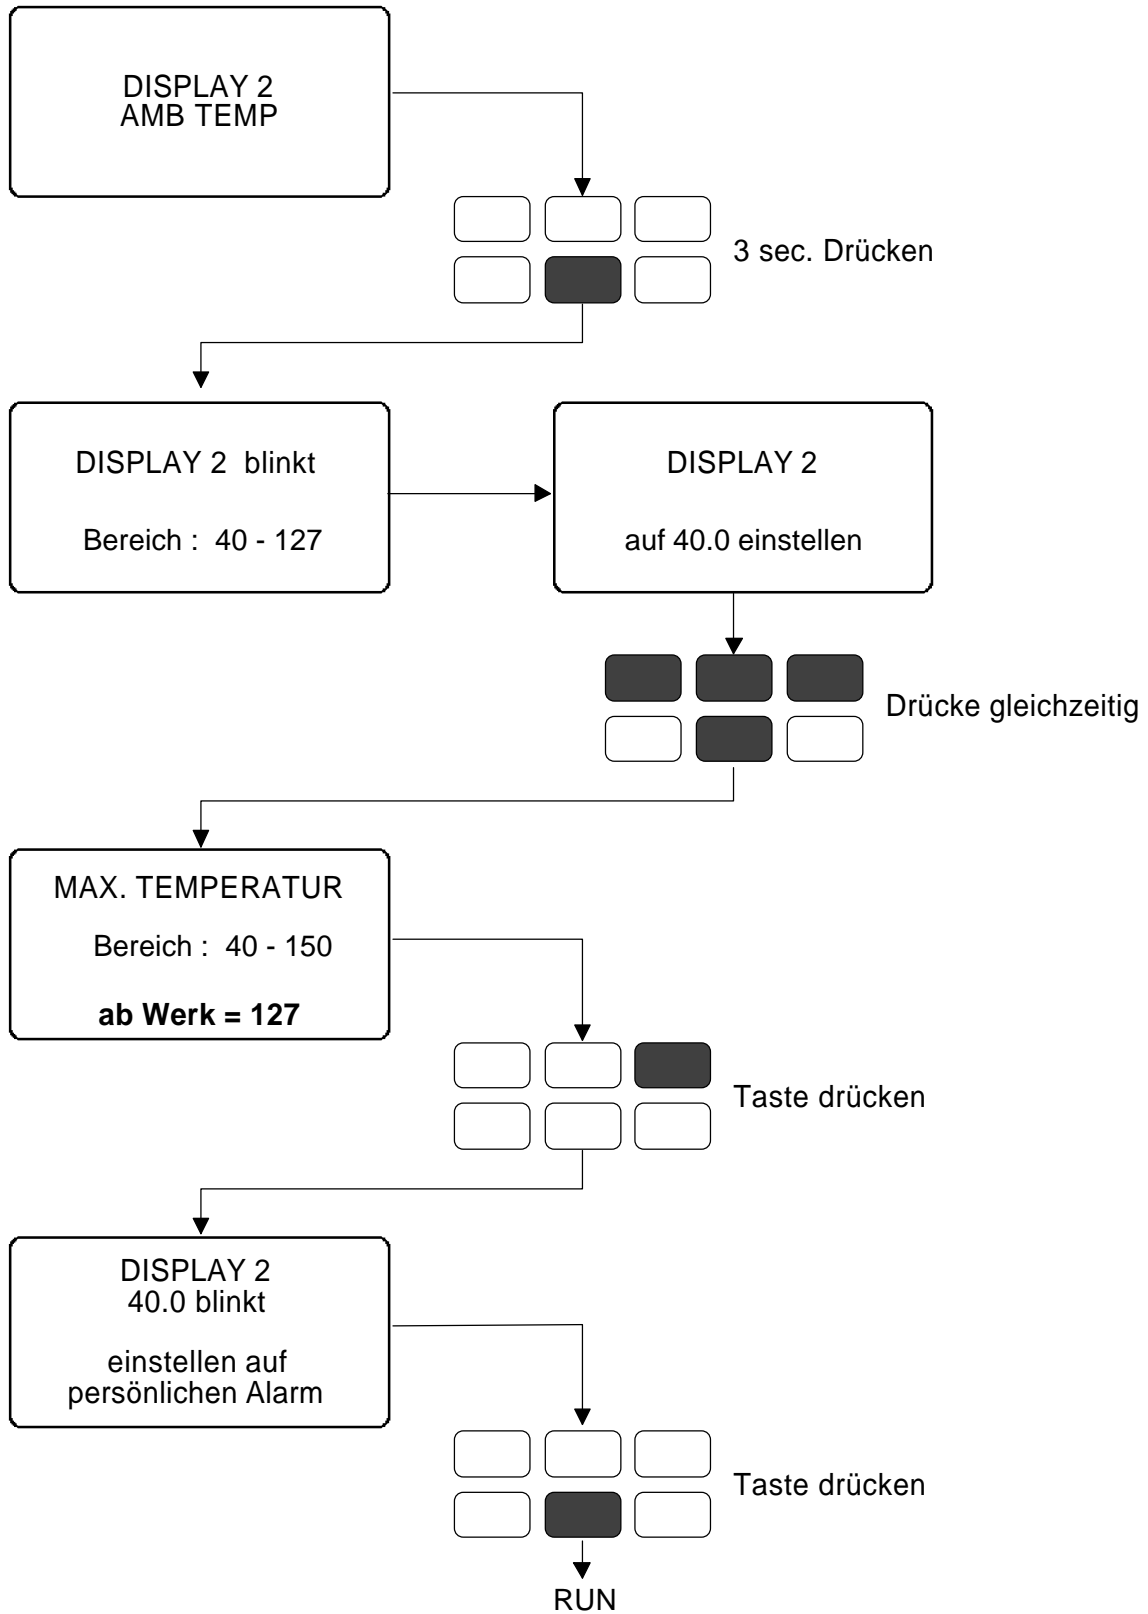 DISPLAY 2
AMB TEMP
3 sec. Drücken
DISPLAY 2 blinkt
Bereich : 40 - 127
DISPLAY 2
auf 40.0 einstellen
Drücke gleichzeitig
MAX. TEMPERATUR
Bereich : 40 - 150
ab Werk = 127
Taste drücken
DISPLAY 2
40.0 blinkt
einstellen auf
persönlichen Alarm
Taste drücken
RUN